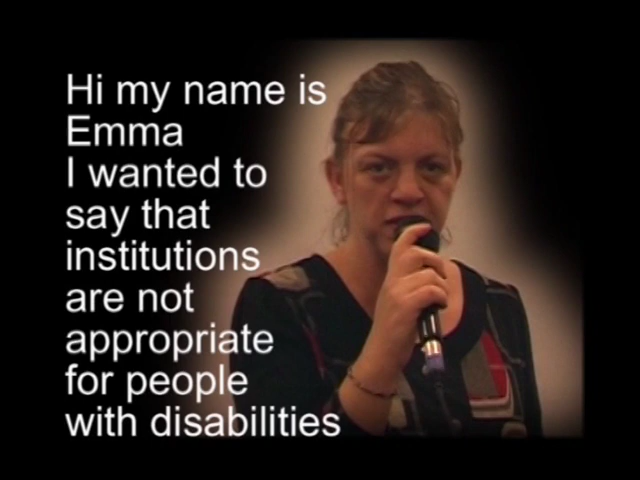 Hi my name is
Emma
I wanted to
say that
institutions
are not
appropriate
for people
with disabilities